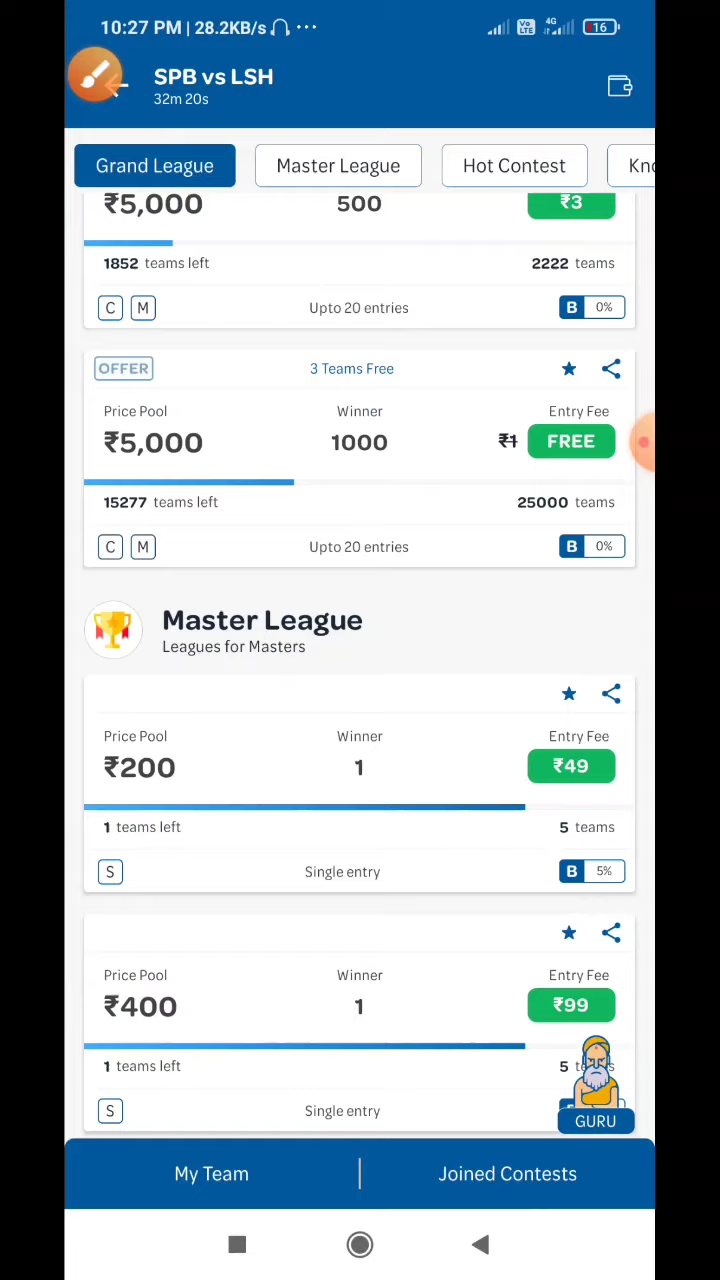 10:27 PM | 28.2KB/s ··· Vo LTE 4G 16
SPB vs LSH
32m 20s
Grand League Master League Hot Contest Kno
₹5,000 500 ₹3
1852 teams left 2222 teams
C M Upto 20 entries B 0%
OFFER 3 Teams Free
Price Pool Winner Entry Fee
₹5,000 1000 ₹1 FREE
15277 teams left 25000 teams
C M Upto 20 entries B 0%
Master League
Leagues for Masters
Price Pool Winner Entry Fee
₹200 1 ₹49
1 teams left 5 teams
S Single entry B 5%
Price Pool Winner Entry Fee
₹400 1 ₹99
1 teams left 5
S Single entry
GURU
My Team | Joined Contests